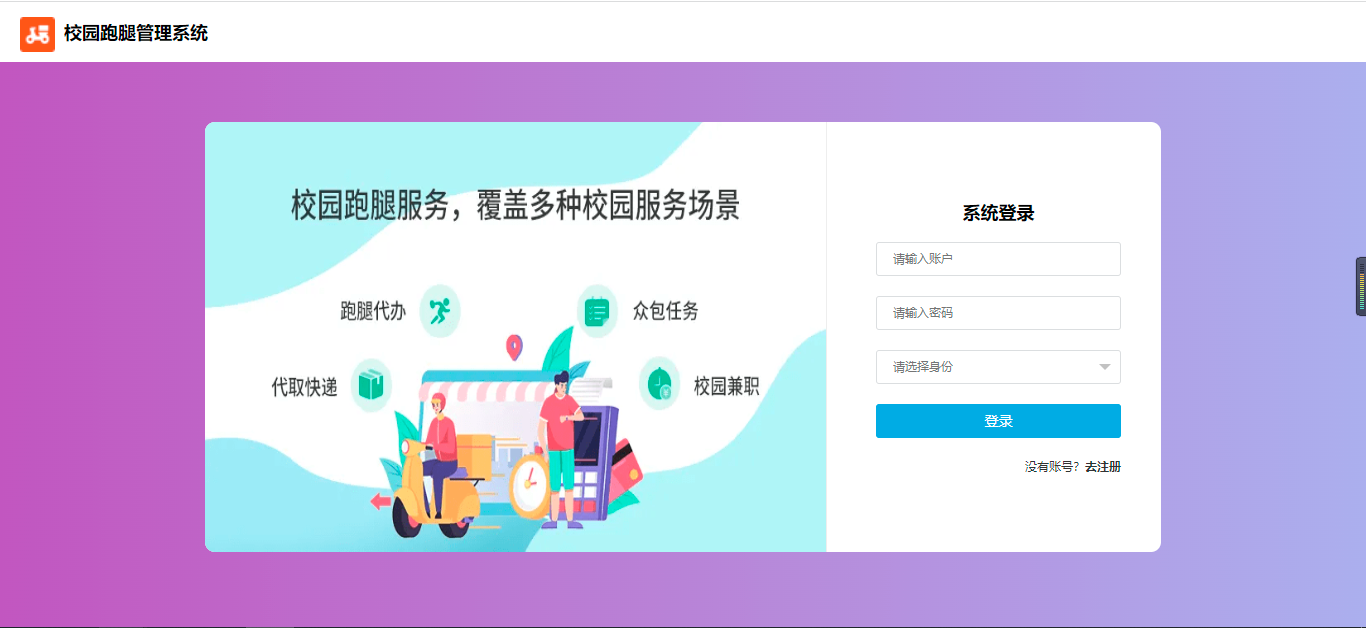 校园跑腿管理系统
校园跑腿服务，覆盖多种校园服务场景
跑腿代办
众包任务
代取快递
校园兼职
系统登录
请输入账户
请输入密码
请选择身份
登录
没有账号？去注册